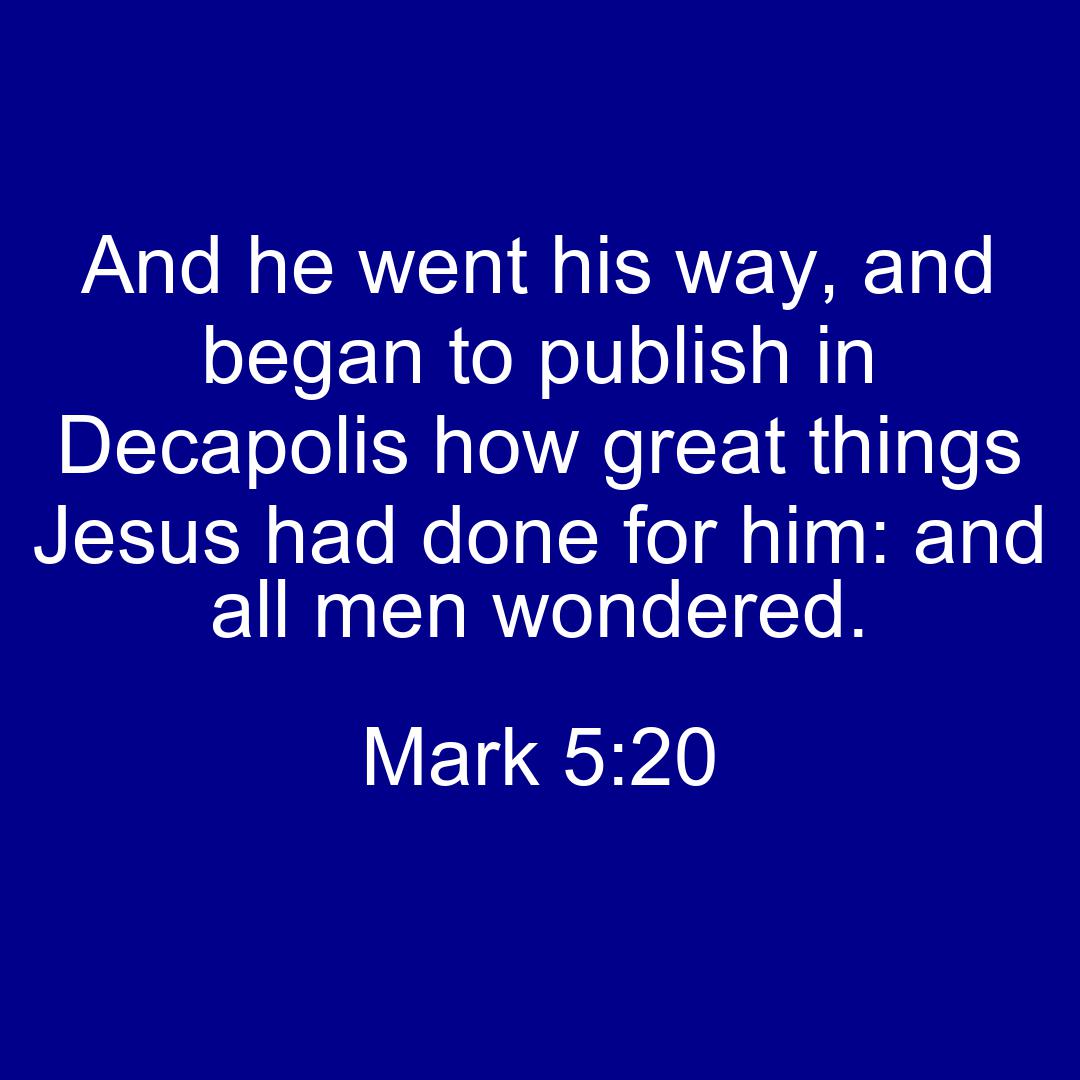 And he went his way, and
began to publish in
Decapolis how great things
Jesus had done for him: and
all men wondered.
Mark 5:20